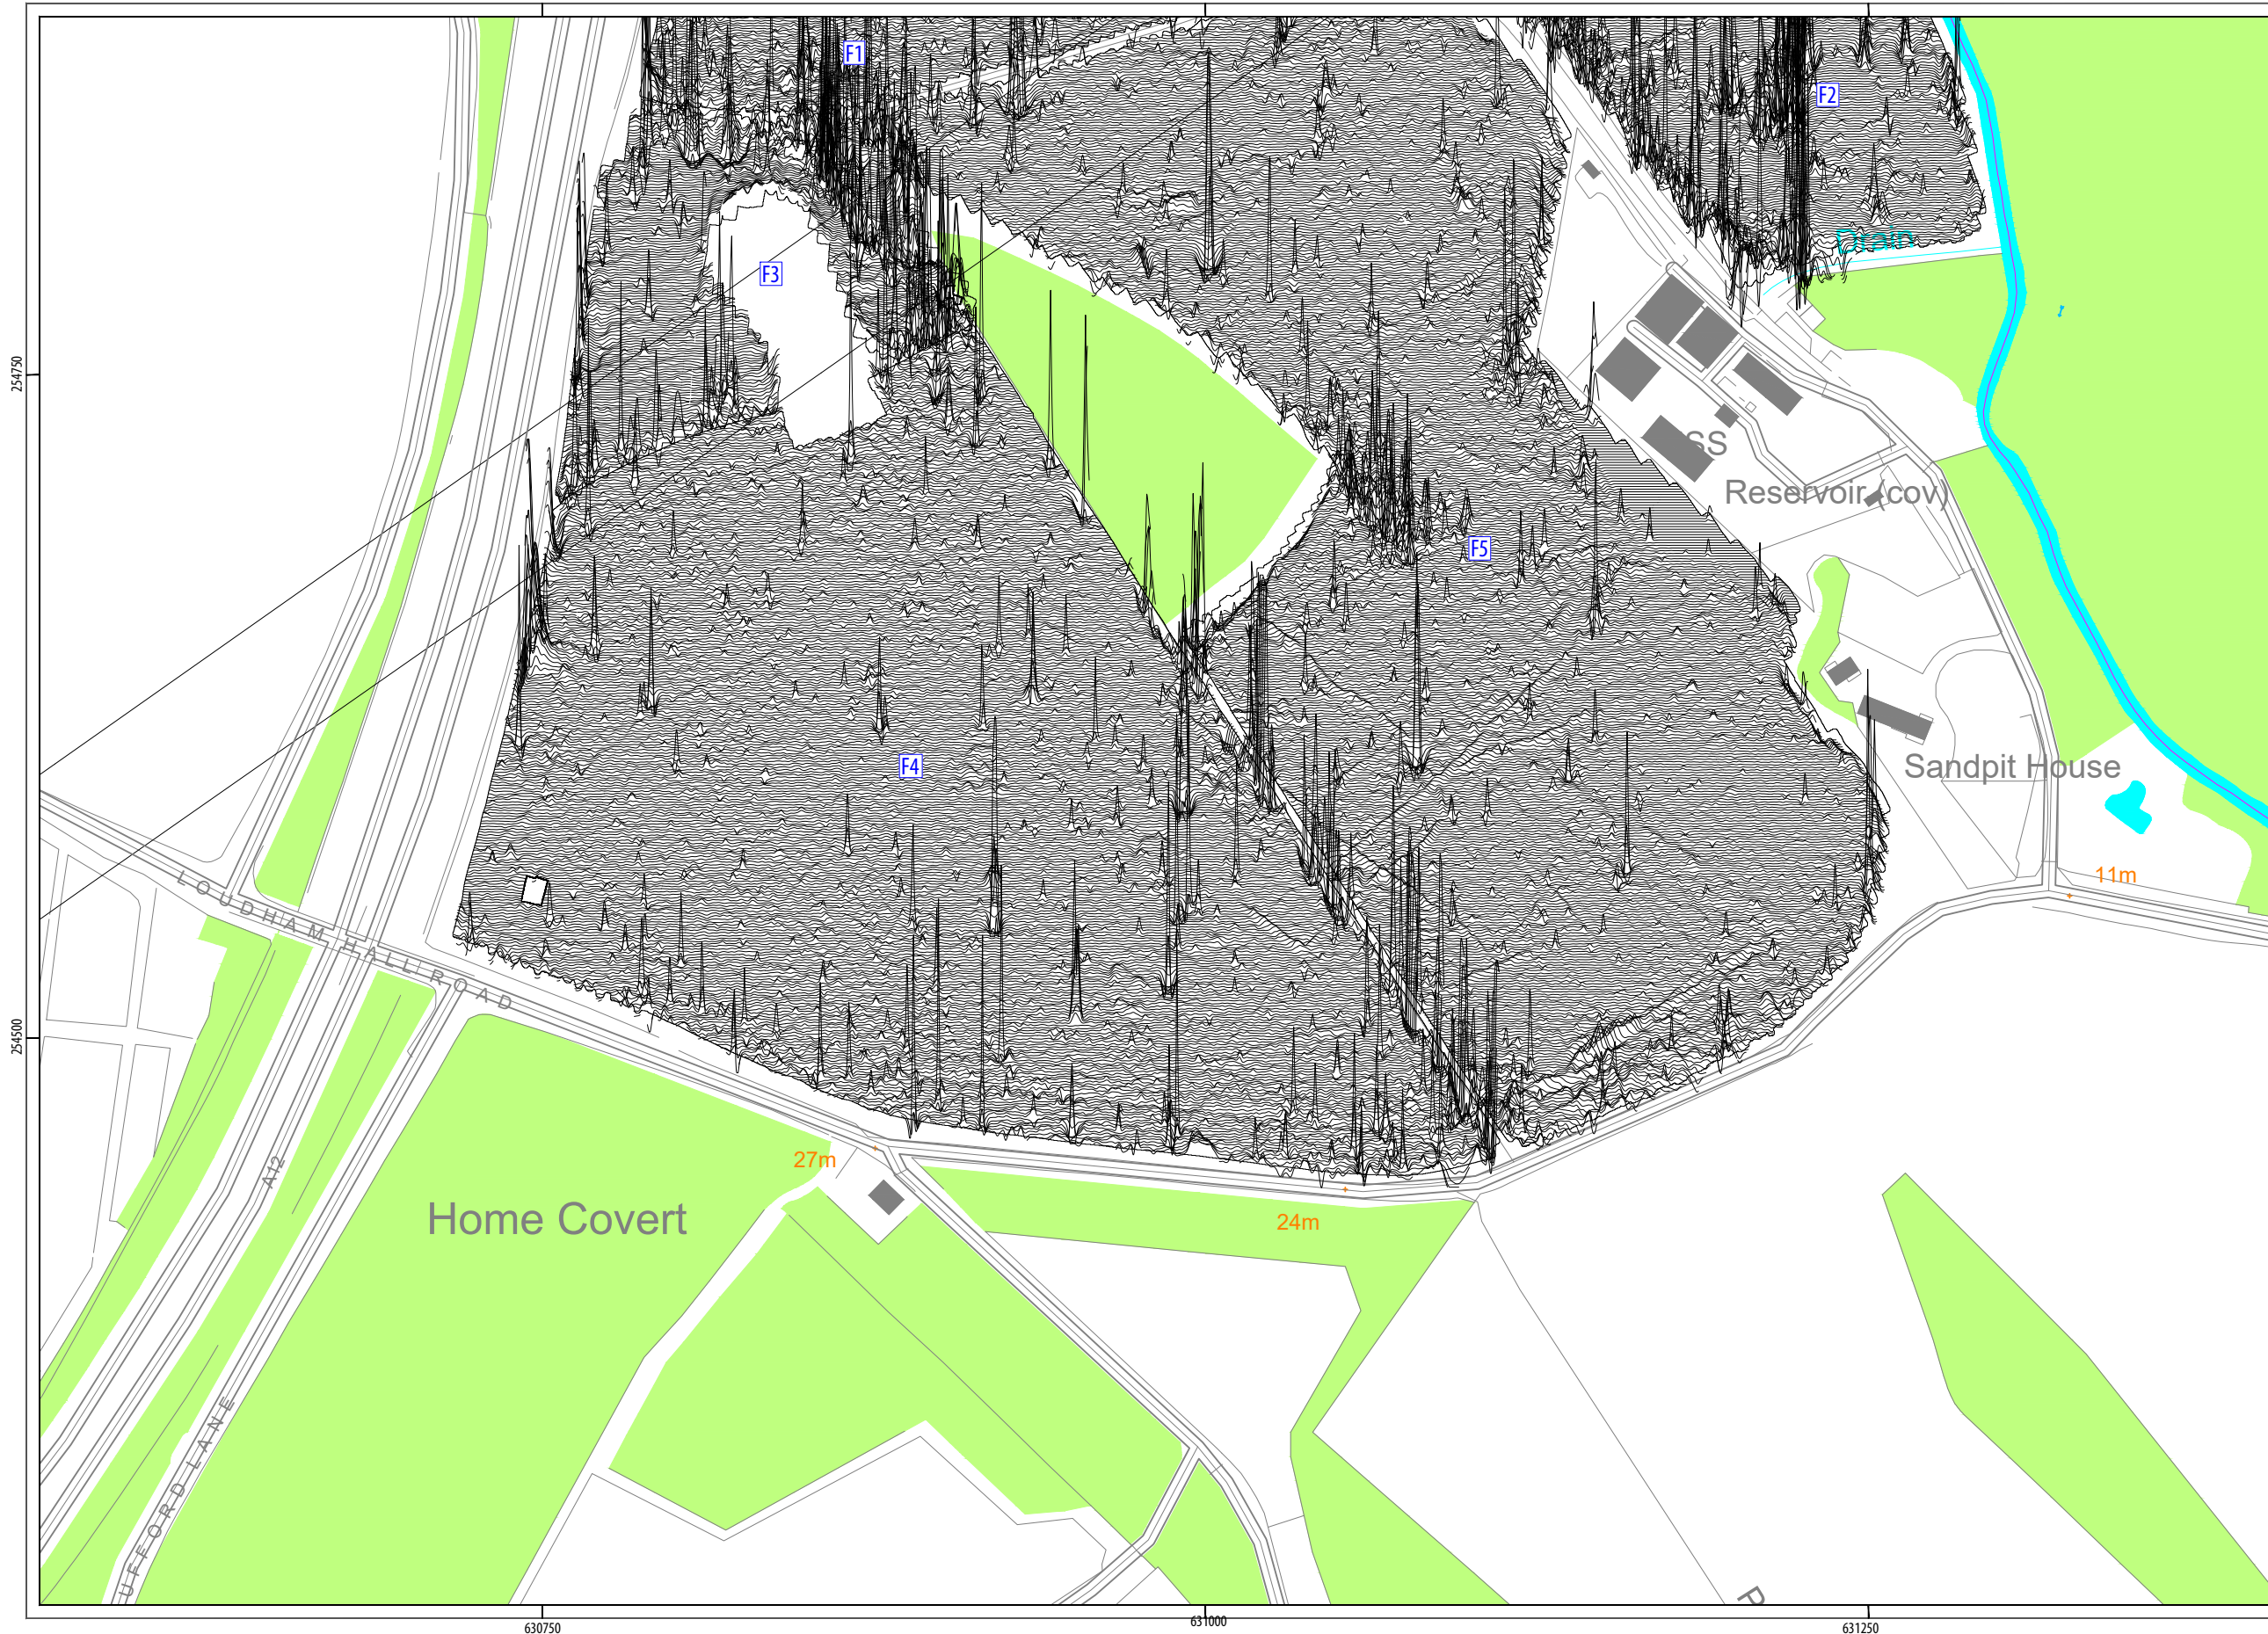 F1
F2
Drain
F3
254750
SS
Reservoir (cov)
F5
F4
Sandpit House
11m
LOUDHAM HALL ROAD
254500
27m
A12
Home Covert
24m
UFFORD LANE
630750
631000
631250